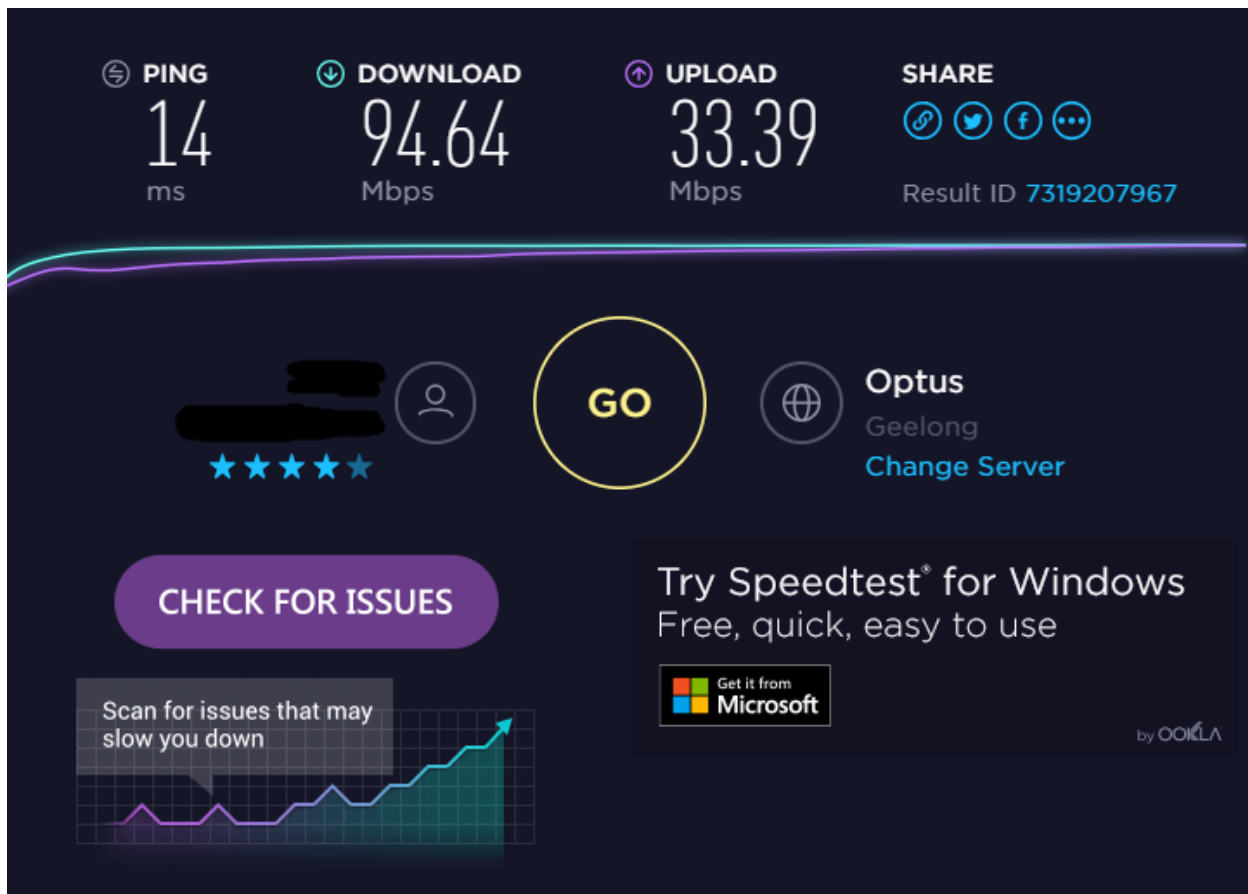 PING
14
ms
DOWNLOAD
94.64
Mbps
UPLOAD
33.39
Mbps
SHARE
Result ID 7319207967
GO
Optus
Geelong
Change Server
CHECK FOR ISSUES
Scan for issues that may
slow you down
Try Speedtest® for Windows
Free, quick, easy to use
Get it from
Microsoft
by OOKLA